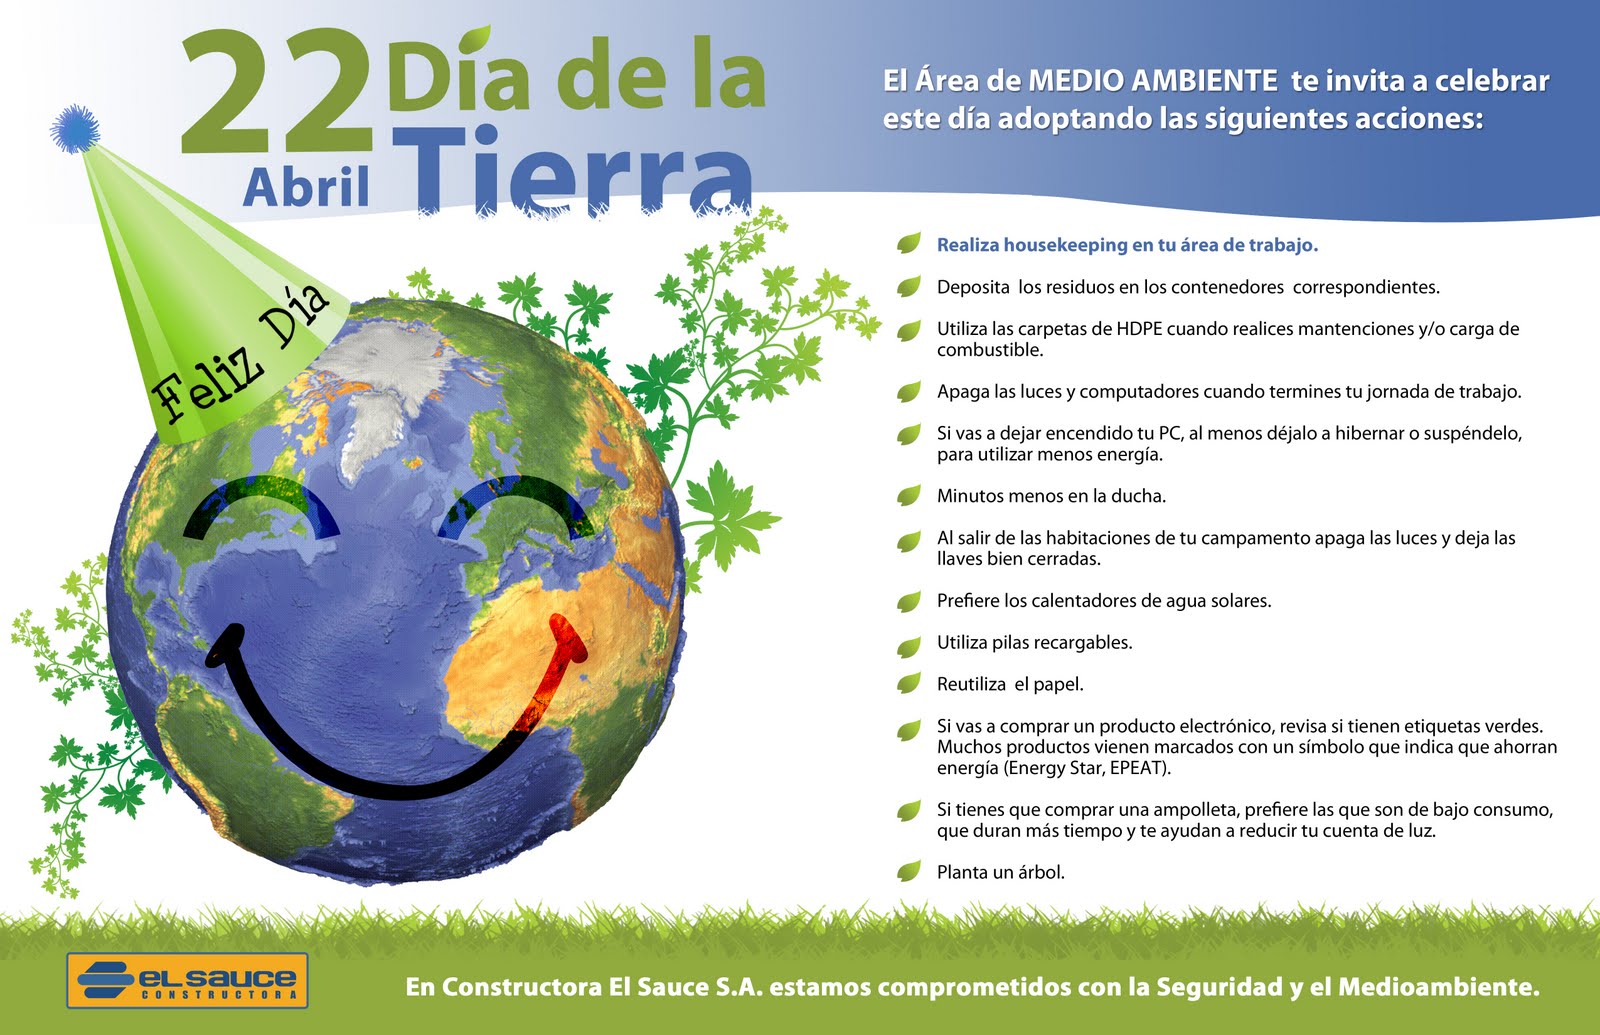 22 Día de la
Abril Tierra
Feliz Día
El Área de MEDIO AMBIENTE te invita a celebrar
este día adoptando las siguientes acciones:
Realiza housekeeping en tu área de trabajo.
Deposita los residuos en los contenedores correspondientes.
Utiliza las carpetas de HDPE cuando realices mantenciones y/o carga de
combustible.
Apaga las luces y computadores cuando termines tu jornada de trabajo.
Si vas a dejar encendido tu PC, al menos déjalo a hibernar o suspéndelo,
para utilizar menos energía.
Minutos menos en la ducha.
Al salir de las habitaciones de tu campamento apaga las luces y deja las
llaves bien cerradas.
Prefiere los calentadores de agua solares.
Utiliza pilas recargables.
Reutiliza el papel.
Si vas a comprar un producto electrónico, revisa si tienen etiquetas verdes.
Muchos productos vienen marcados con un símbolo que indica que ahorran
energía (Energy Star, EPEAT).
Si tienes que comprar una ampolleta, prefiere las que son de bajo consumo,
que duran más tiempo y te ayudan a reducir tu cuenta de luz.
Planta un árbol.
EL SAUCE
CONSTRUCTORA
En Constructora El Sauce S.A. estamos comprometidos con la Seguridad y el Medioambiente.